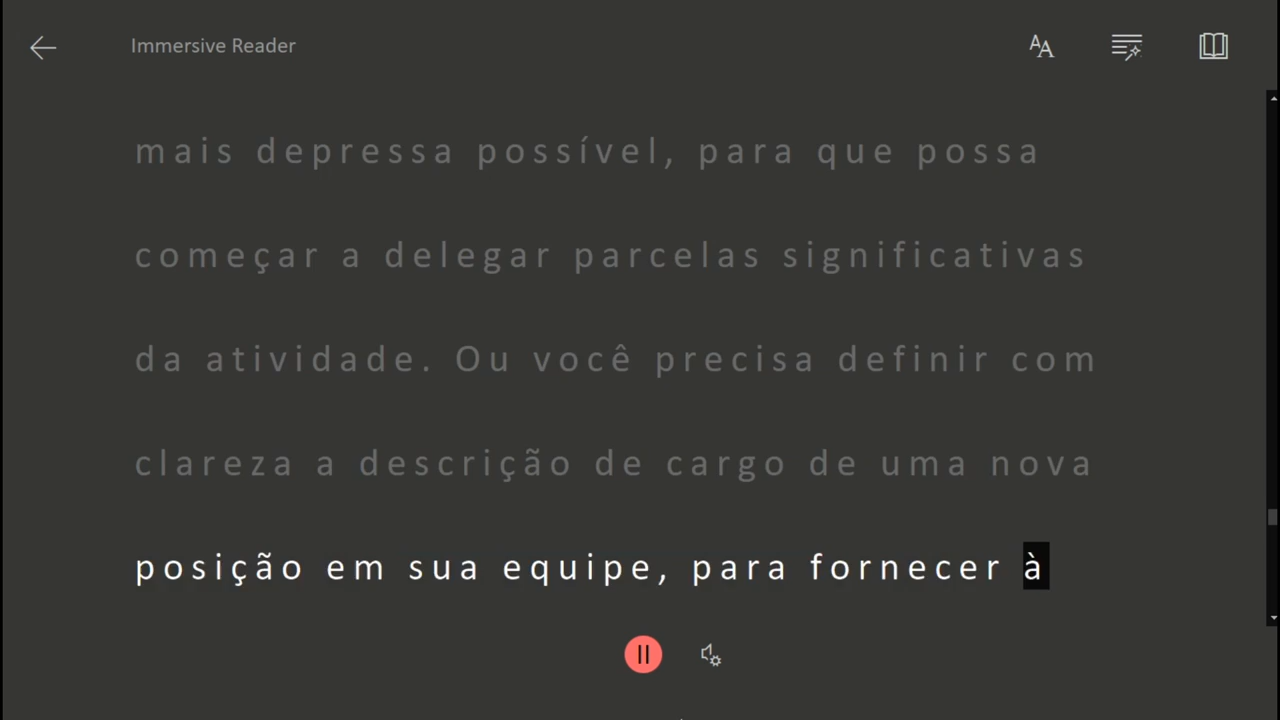 Immersive Reader
mais depressa possível, para que possa
começar a delegar parcelas significativas
da atividade. Ou você precisa definir com
clareza a descrição de cargo de uma nova
posição em sua equipe, para fornecer à